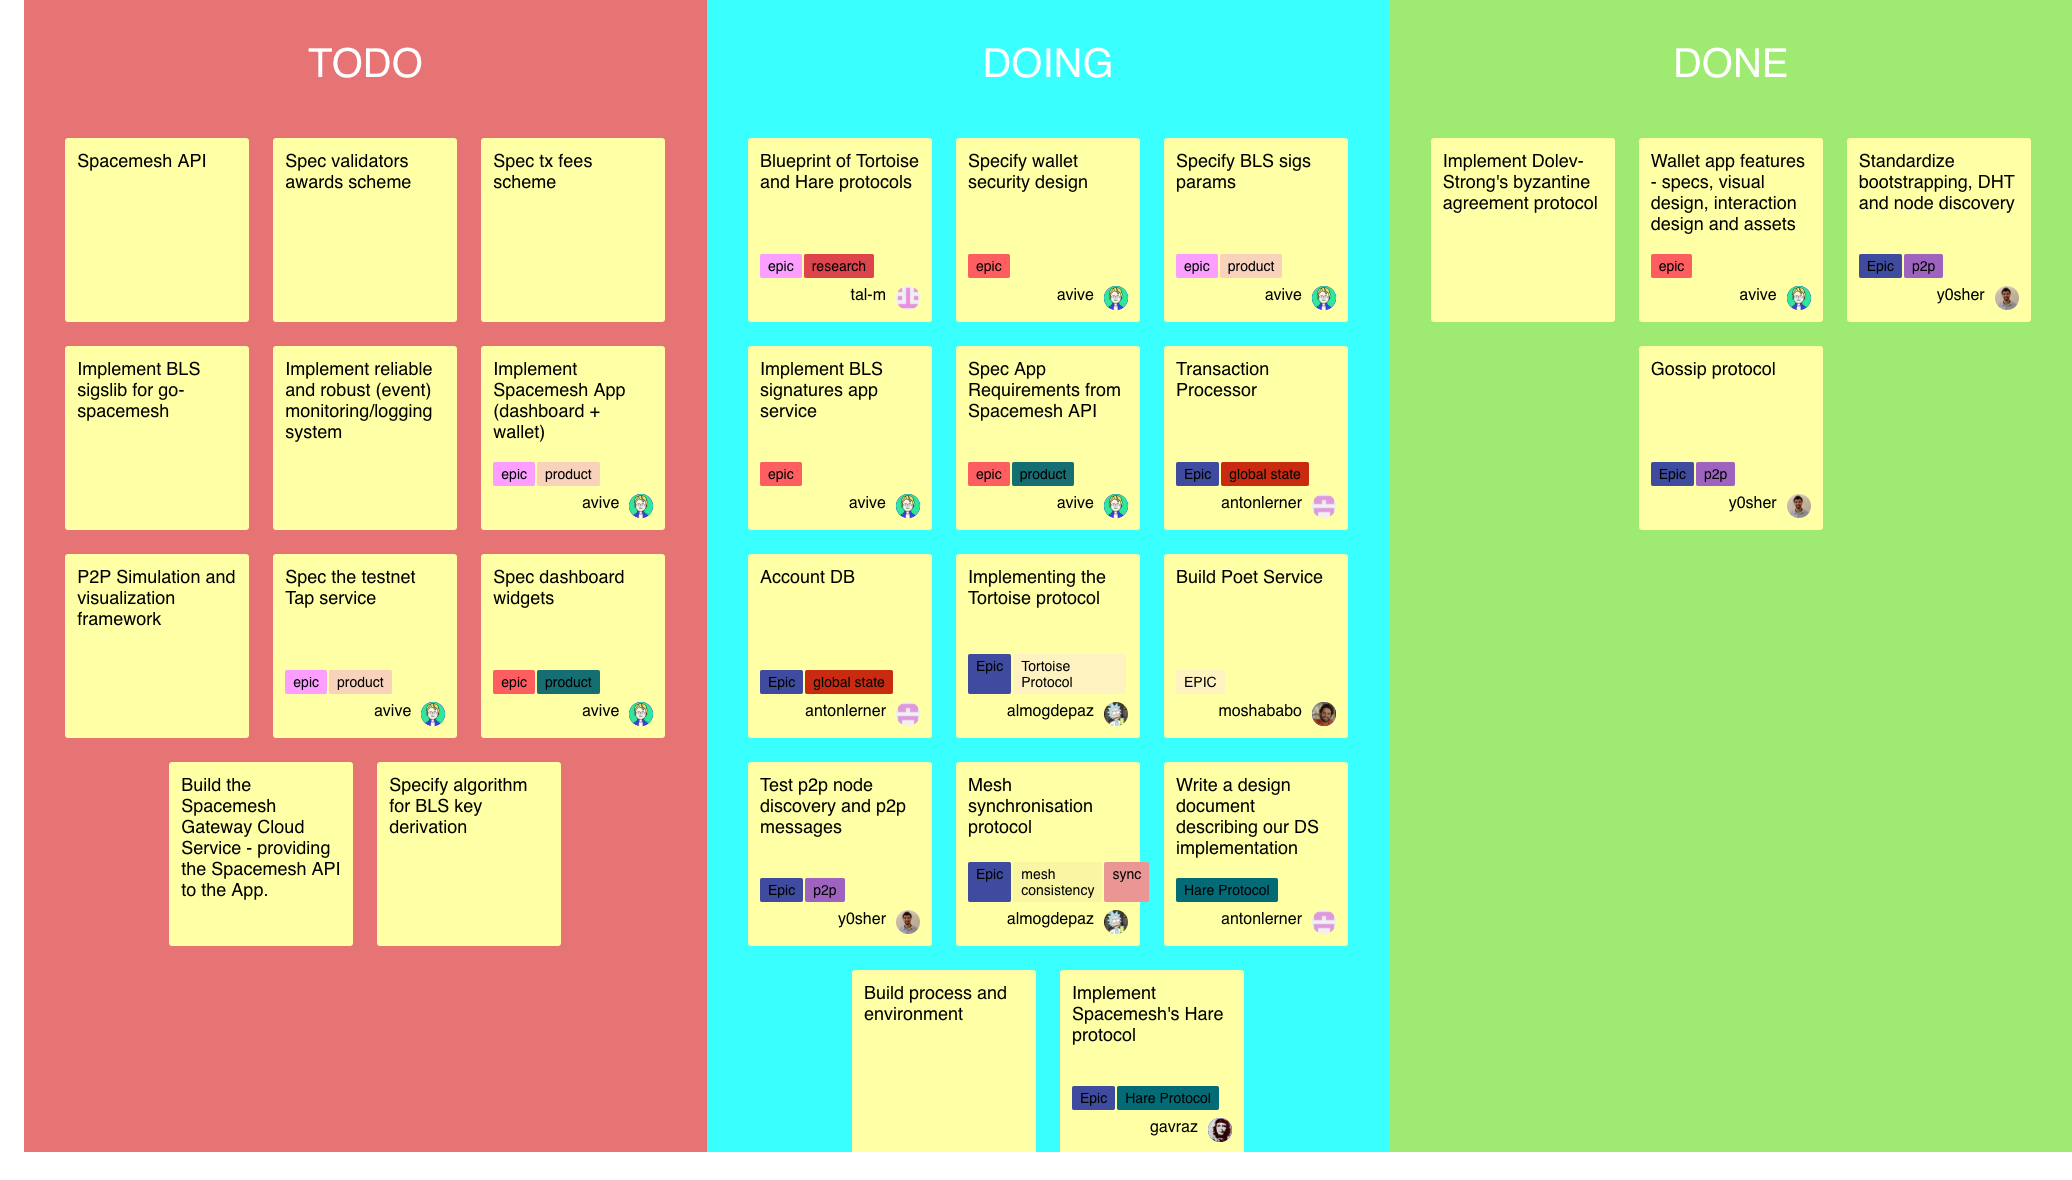 TODO
Spacemesh API
Spec validators
awards scheme
Spec tx fees
scheme
Implement BLS
sigslib for go-
spacemesh
Implement reliable
and robust (event)
monitoring/logging
system
Implement
Spacemesh App
(dashboard +
wallet)
epic product
avive
P2P Simulation and
visualization
framework
Spec the testnet
Tap service
epic product
avive
Spec dashboard
widgets
epic product
avive
Build the
Spacemesh
Gateway Cloud
Service - providing
the Spacemesh API
to the App.
Specify algorithm
for BLS key
derivation
DOING
Blueprint of Tortoise
and Hare protocols
epic research
tal-m
Specify wallet
security design
epic
avive
Specify BLS sigs
params
epic product
avive
Implement BLS
signatures app
service
epic
avive
Spec App
Requirements from
Spacemesh API
epic product
avive
Transaction
Processor
Epic global state
antonlerner
Account DB
Epic global state
antonlerner
Implementing the
Tortoise protocol
Epic Tortoise
Protocol
almogdepaz
Build Poet Service
EPIC
moshababo
Test p2p node
discovery and p2p
messages
Epic p2p
y0sher
Mesh
synchronisation
protocol
Epic mesh sync
consistency
almogdepaz
Write a design
document
describing our DS
implementation
Hare Protocol
antonlerner
Build process and
environment
Implement
Spacemesh's Hare
protocol
Epic Hare Protocol
gavraz
DONE
Implement Dolev-
Strong's byzantine
agreement protocol
Wallet app features
- specs, visual
design, interaction
design and assets
epic
avive
Standardize
bootstrapping, DHT
and node discovery
Epic p2p
y0sher
Gossip protocol
Epic p2p
y0sher